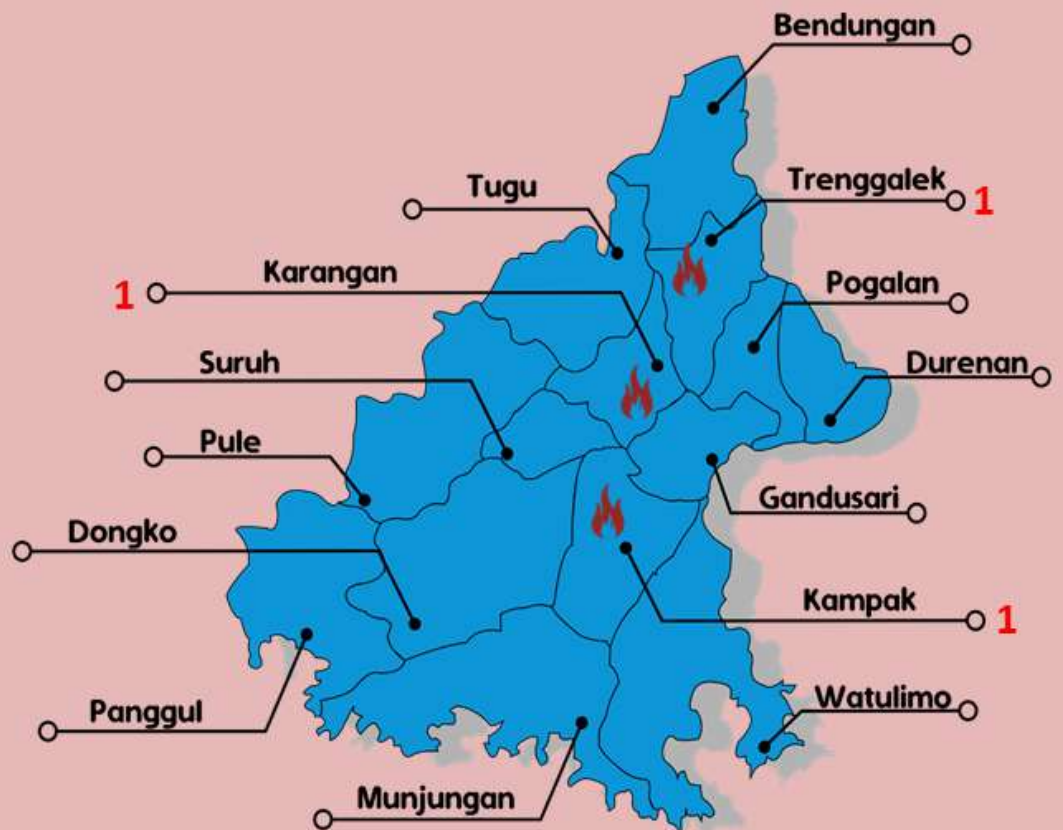 Bendungan
Tugu
Trenggalek 1
1 Karangan
Pogalan
Suruh
Durenan
Pule
Gandusari
Dongko
Kampak 1
Panggul
Watulimo
Munjungan